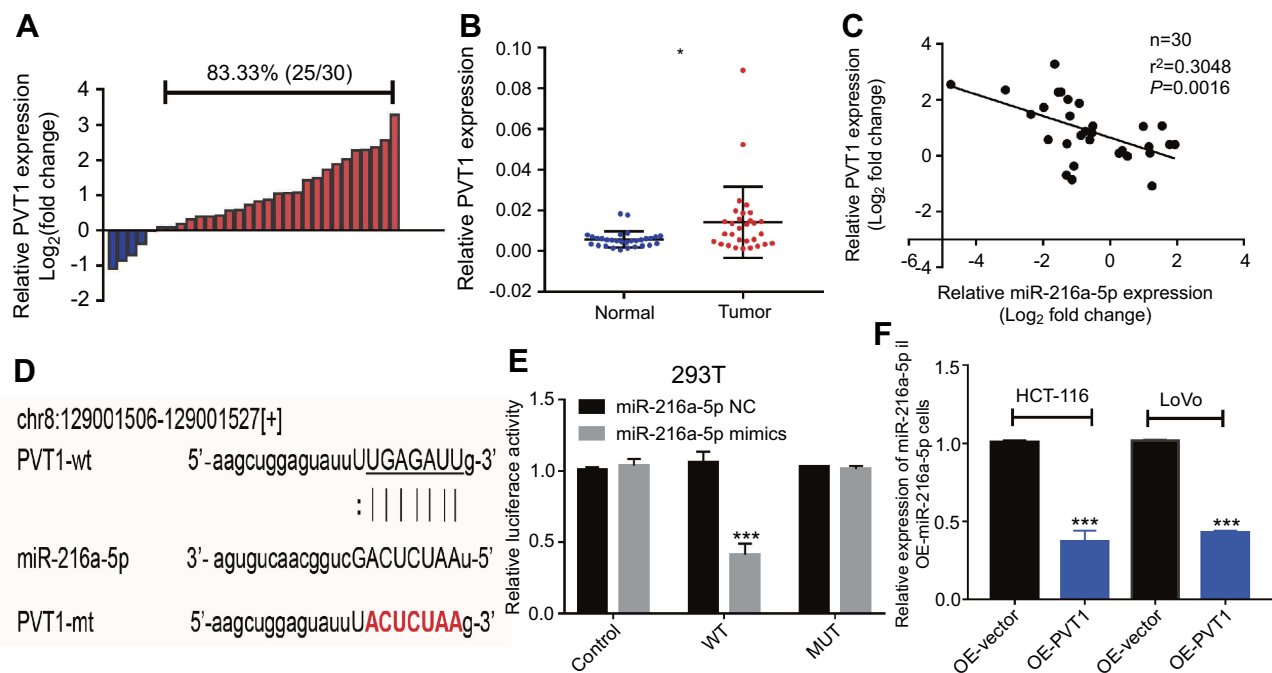 A
83.33% (25/30)
Relative PVT1 expression
Log2(fold change)
4
3
2
1
0
-1
-2
B
*
Relative PVT1 expression
0.10
0.08
0.06
0.04
0.02
0.00
-0.02
Normal
Tumor
C
n=30
r²=0.3048
P=0.0016
Relative PVT1 expression
(Log2 fold change)
4
2
0
-2
-4
-6
-4
-2
0
2
4
Relative miR-216a-5p expression
(Log2 fold change)
D
chr8:129001506-129001527[+]
PVT1-wt 5'-aagcuggaguauuUUGAGAUUg-3'
: | | | | | | |
miR-216a-5p 3'- agugucaacggucGACUCUAAu-5'
PVT1-mt 5'-aagcuggaguauuUACUCUAAg-3'
E
293T
Relative luciferace activity
1.5
1.0
0.5
0.0
miR-216a-5p NC
miR-216a-5p mimics
***
Control
WT
MUT
F
Relative expression of miR-216a-5p il
OE-miR-216a-5p cells
1.5
1.0
0.5
0.0
HCT-116
LoVo
***
***
OE-vector
OE-PVT1
OE-vector
OE-PVT1